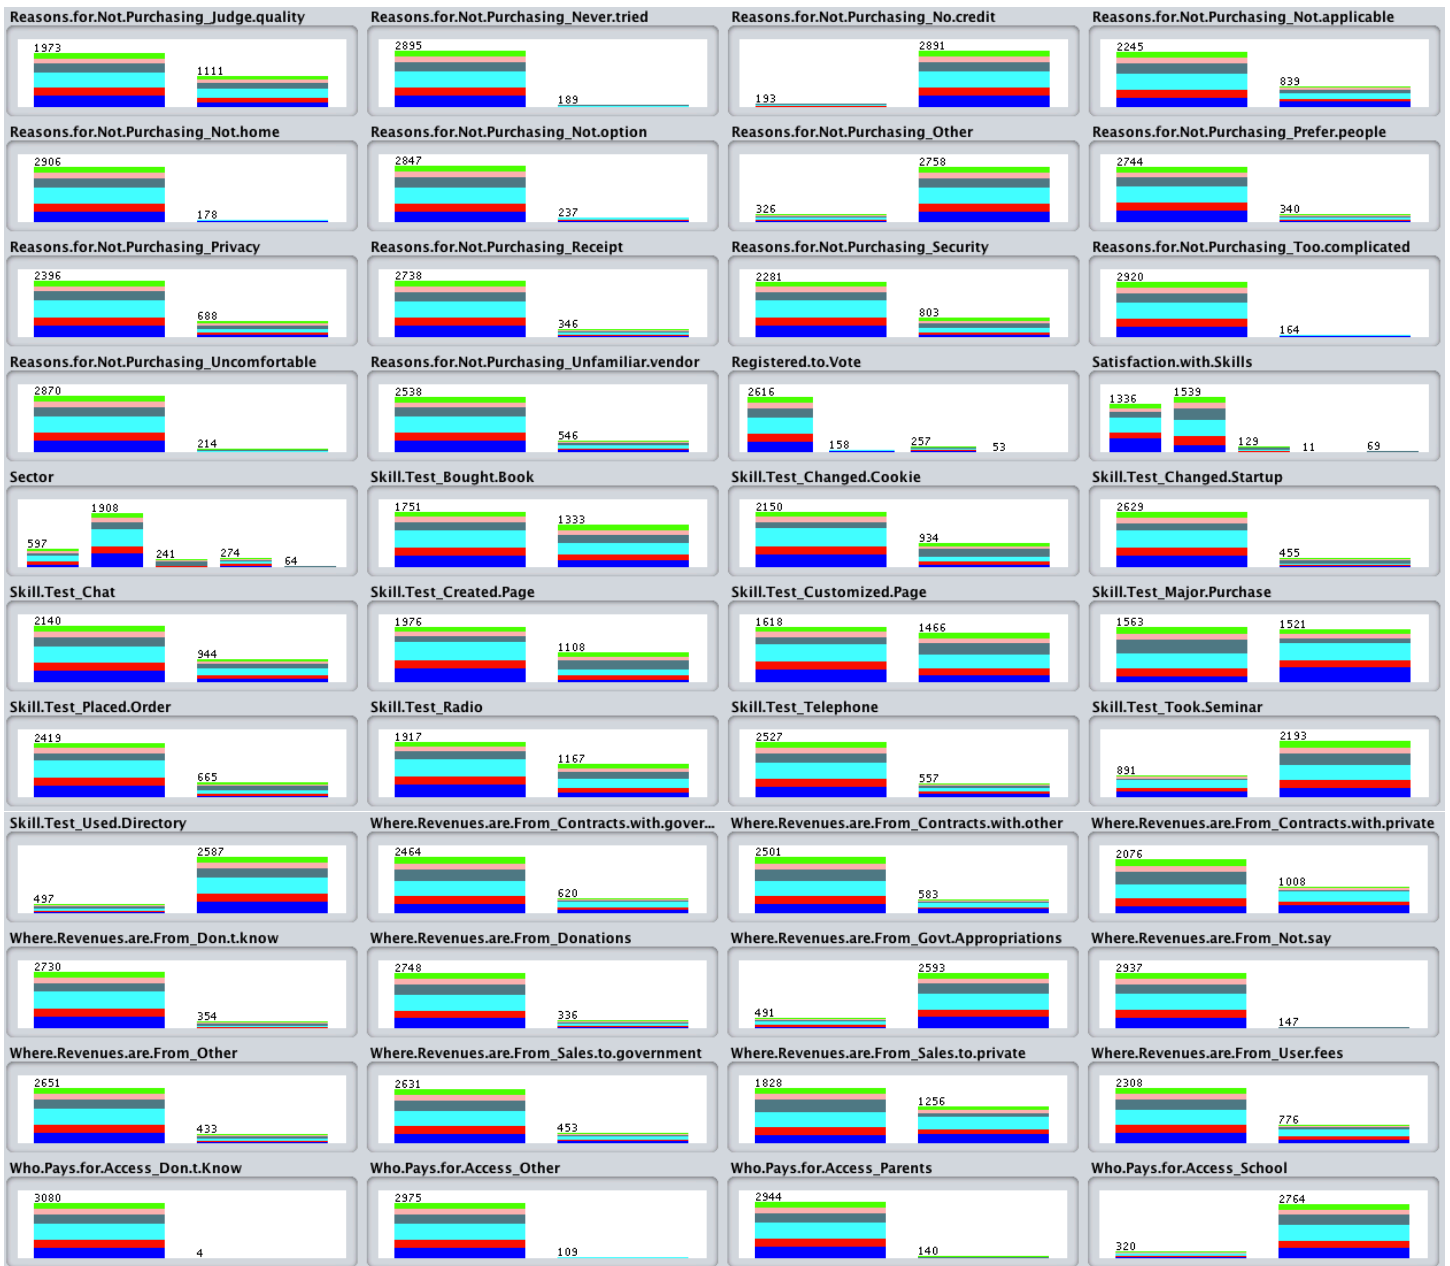 Reasons.for.Not.Purchasing_Judge.quality Reasons.for.Not.Purchasing_Never.tried Reasons.for.Not.Purchasing_No.credit Reasons.for.Not.Purchasing_Not.applicable
1973 1111 2895 189 193 2891 2245 839
Reasons.for.Not.Purchasing_Not.home Reasons.for.Not.Purchasing_Not.option Reasons.for.Not.Purchasing_Other Reasons.for.Not.Purchasing_Prefer.people
2906 178 2847 237 326 2758 2744 340
Reasons.for.Not.Purchasing_Privacy Reasons.for.Not.Purchasing_Receipt Reasons.for.Not.Purchasing_Security Reasons.for.Not.Purchasing_Too.complicated
2396 688 2738 346 2281 803 2920 164
Reasons.for.Not.Purchasing_Uncomfortable Reasons.for.Not.Purchasing_Unfamiliar.vendor Registered.to.Vote Satisfaction.with.Skills
2870 214 2538 546 2616 158 257 53 1336 1539 129 11 69
Sector Skill.Test_Bought.Book Skill.Test_Changed.Cookie Skill.Test_Changed.Startup
597 1908 241 274 64 1751 1333 2150 934 2629 455
Skill.Test_Chat Skill.Test_Created.Page Skill.Test_Customized.Page Skill.Test_Major.Purchase
2140 944 1976 1108 1618 1466 1563 1521
Skill.Test_Placed.Order Skill.Test_Radio Skill.Test_Telephone Skill.Test_Took.Seminar
2419 665 1917 1167 2527 557 891 2193
Skill.Test_Used.Directory Where.Revenues.are.From_Contracts.with.gover... Where.Revenues.are.From_Contracts.with.other Where.Revenues.are.From_Contracts.with.private
497 2587 2464 620 2501 583 2076 1008
Where.Revenues.are.From_Don.t.know Where.Revenues.are.From_Donations Where.Revenues.are.From_Govt.Appropriations Where.Revenues.are.From_Not.say
2730 354 2748 336 491 2593 2937 147
Where.Revenues.are.From_Other Where.Revenues.are.From_Sales.to.government Where.Revenues.are.From_Sales.to.private Where.Revenues.are.From_User.fees
2651 433 2631 453 1828 1256 2308 776
Who.Pays.for.Access_Don.t.Know Who.Pays.for.Access_Other Who.Pays.for.Access_Parents Who.Pays.for.Access_School
3080 4 2975 109 2944 140 320 2764